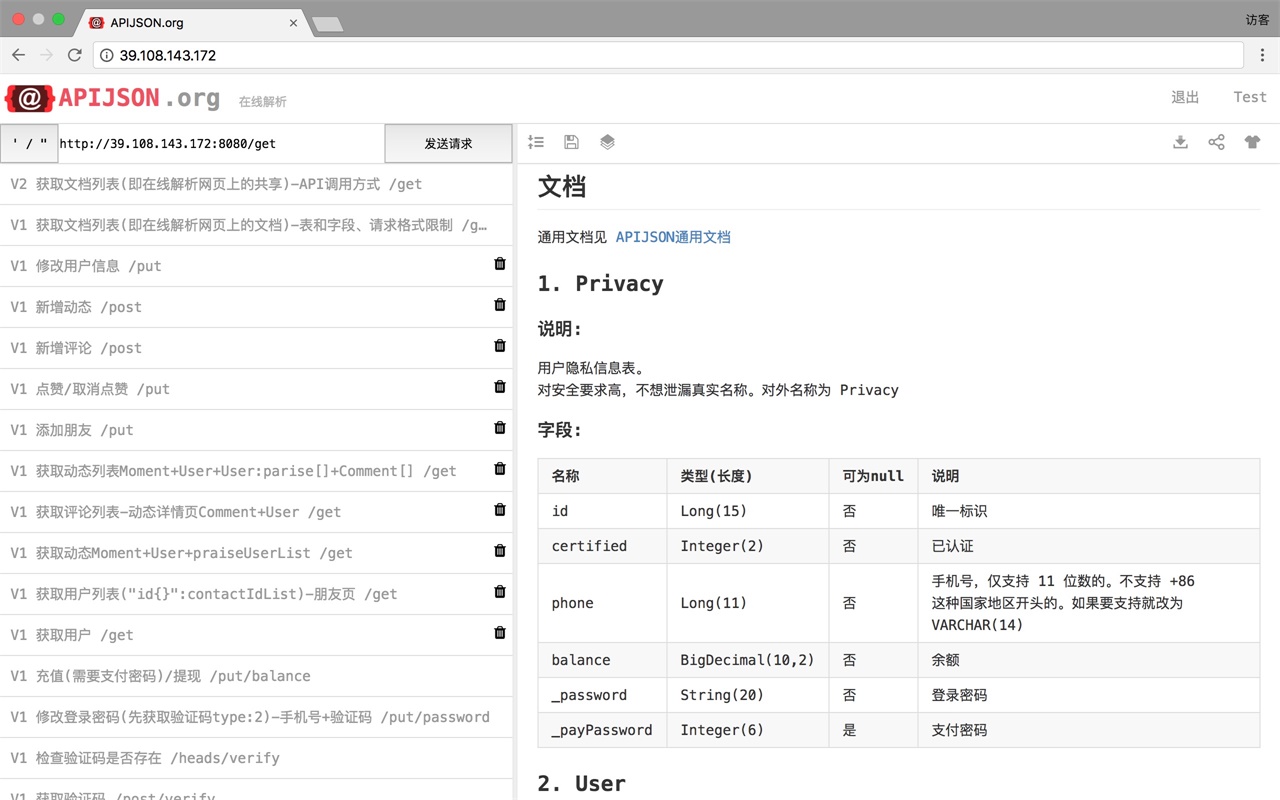 APIJSON.org
访客
39.108.143.172
@ APIJSON.org 在线解析
退出 Test
' / " http://39.108.143.172:8080/get 发送请求
V2 获取文档列表(即在线解析网页上的共享)-API调用方式 /get
V1 获取文档列表(即在线解析网页上的文档)-表和字段、请求格式限制 /g…
V1 修改用户信息 /put
V1 新增动态 /post
V1 新增评论 /post
V1 点赞/取消点赞 /put
V1 添加朋友 /put
V1 获取动态列表Moment+User+User:parise[]+Comment[] /get
V1 获取评论列表-动态详情页Comment+User /get
V1 获取动态Moment+User+praiseUserList /get
V1 获取用户列表("id{}":contactIdList)-朋友页 /get
V1 获取用户 /get
V1 充值(需要支付密码)/提现 /put/balance
V1 修改登录密码(先获取验证码type:2)-手机号+验证码 /put/password
V1 检查验证码是否存在 /heads/verify
V1 获取验证码 /post/verify
文档
通用文档见 APIJSON通用文档
1. Privacy
说明:
用户隐私信息表。
对安全要求高，不想泄漏真实名称。对外名称为 Privacy
字段:
名称 类型(长度) 可为null 说明
id Long(15) 否 唯一标识
certified Integer(2) 否 已认证
phone Long(11) 否 手机号，仅支持 11 位数的。不支持 +86
这种国家地区开头的。如果要支持就改为
VARCHAR(14)
balance BigDecimal(10,2) 否 余额
_password String(20) 否 登录密码
_payPassword Integer(6) 是 支付密码
2. User